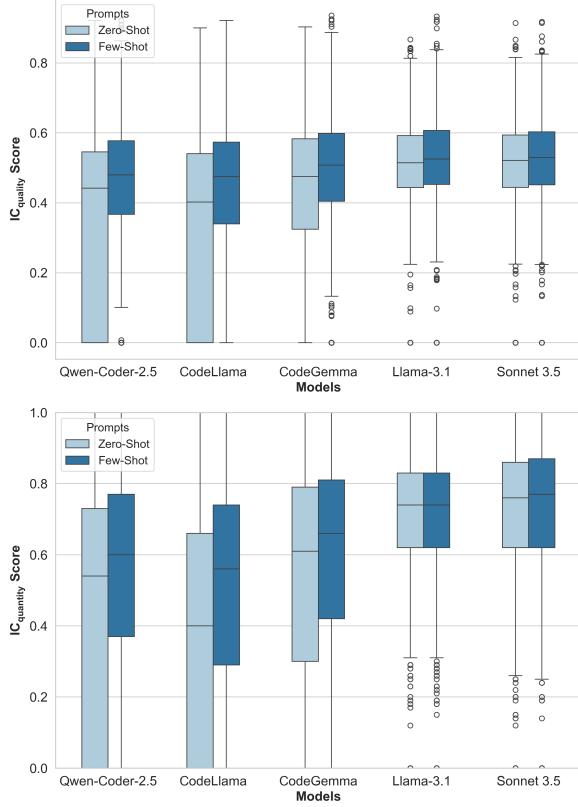 Prompts
Zero-Shot
Few-Shot
0.8
0.6
0.4
0.2
0.0
IC_quality Score
Qwen-Coder-2.5 CodeLlama CodeGemma Llama-3.1 Sonnet 3.5
Models
Prompts
Zero-Shot
Few-Shot
1.0
0.8
0.6
0.4
0.2
0.0
IC_quantity Score
Qwen-Coder-2.5 CodeLlama CodeGemma Llama-3.1 Sonnet 3.5
Models